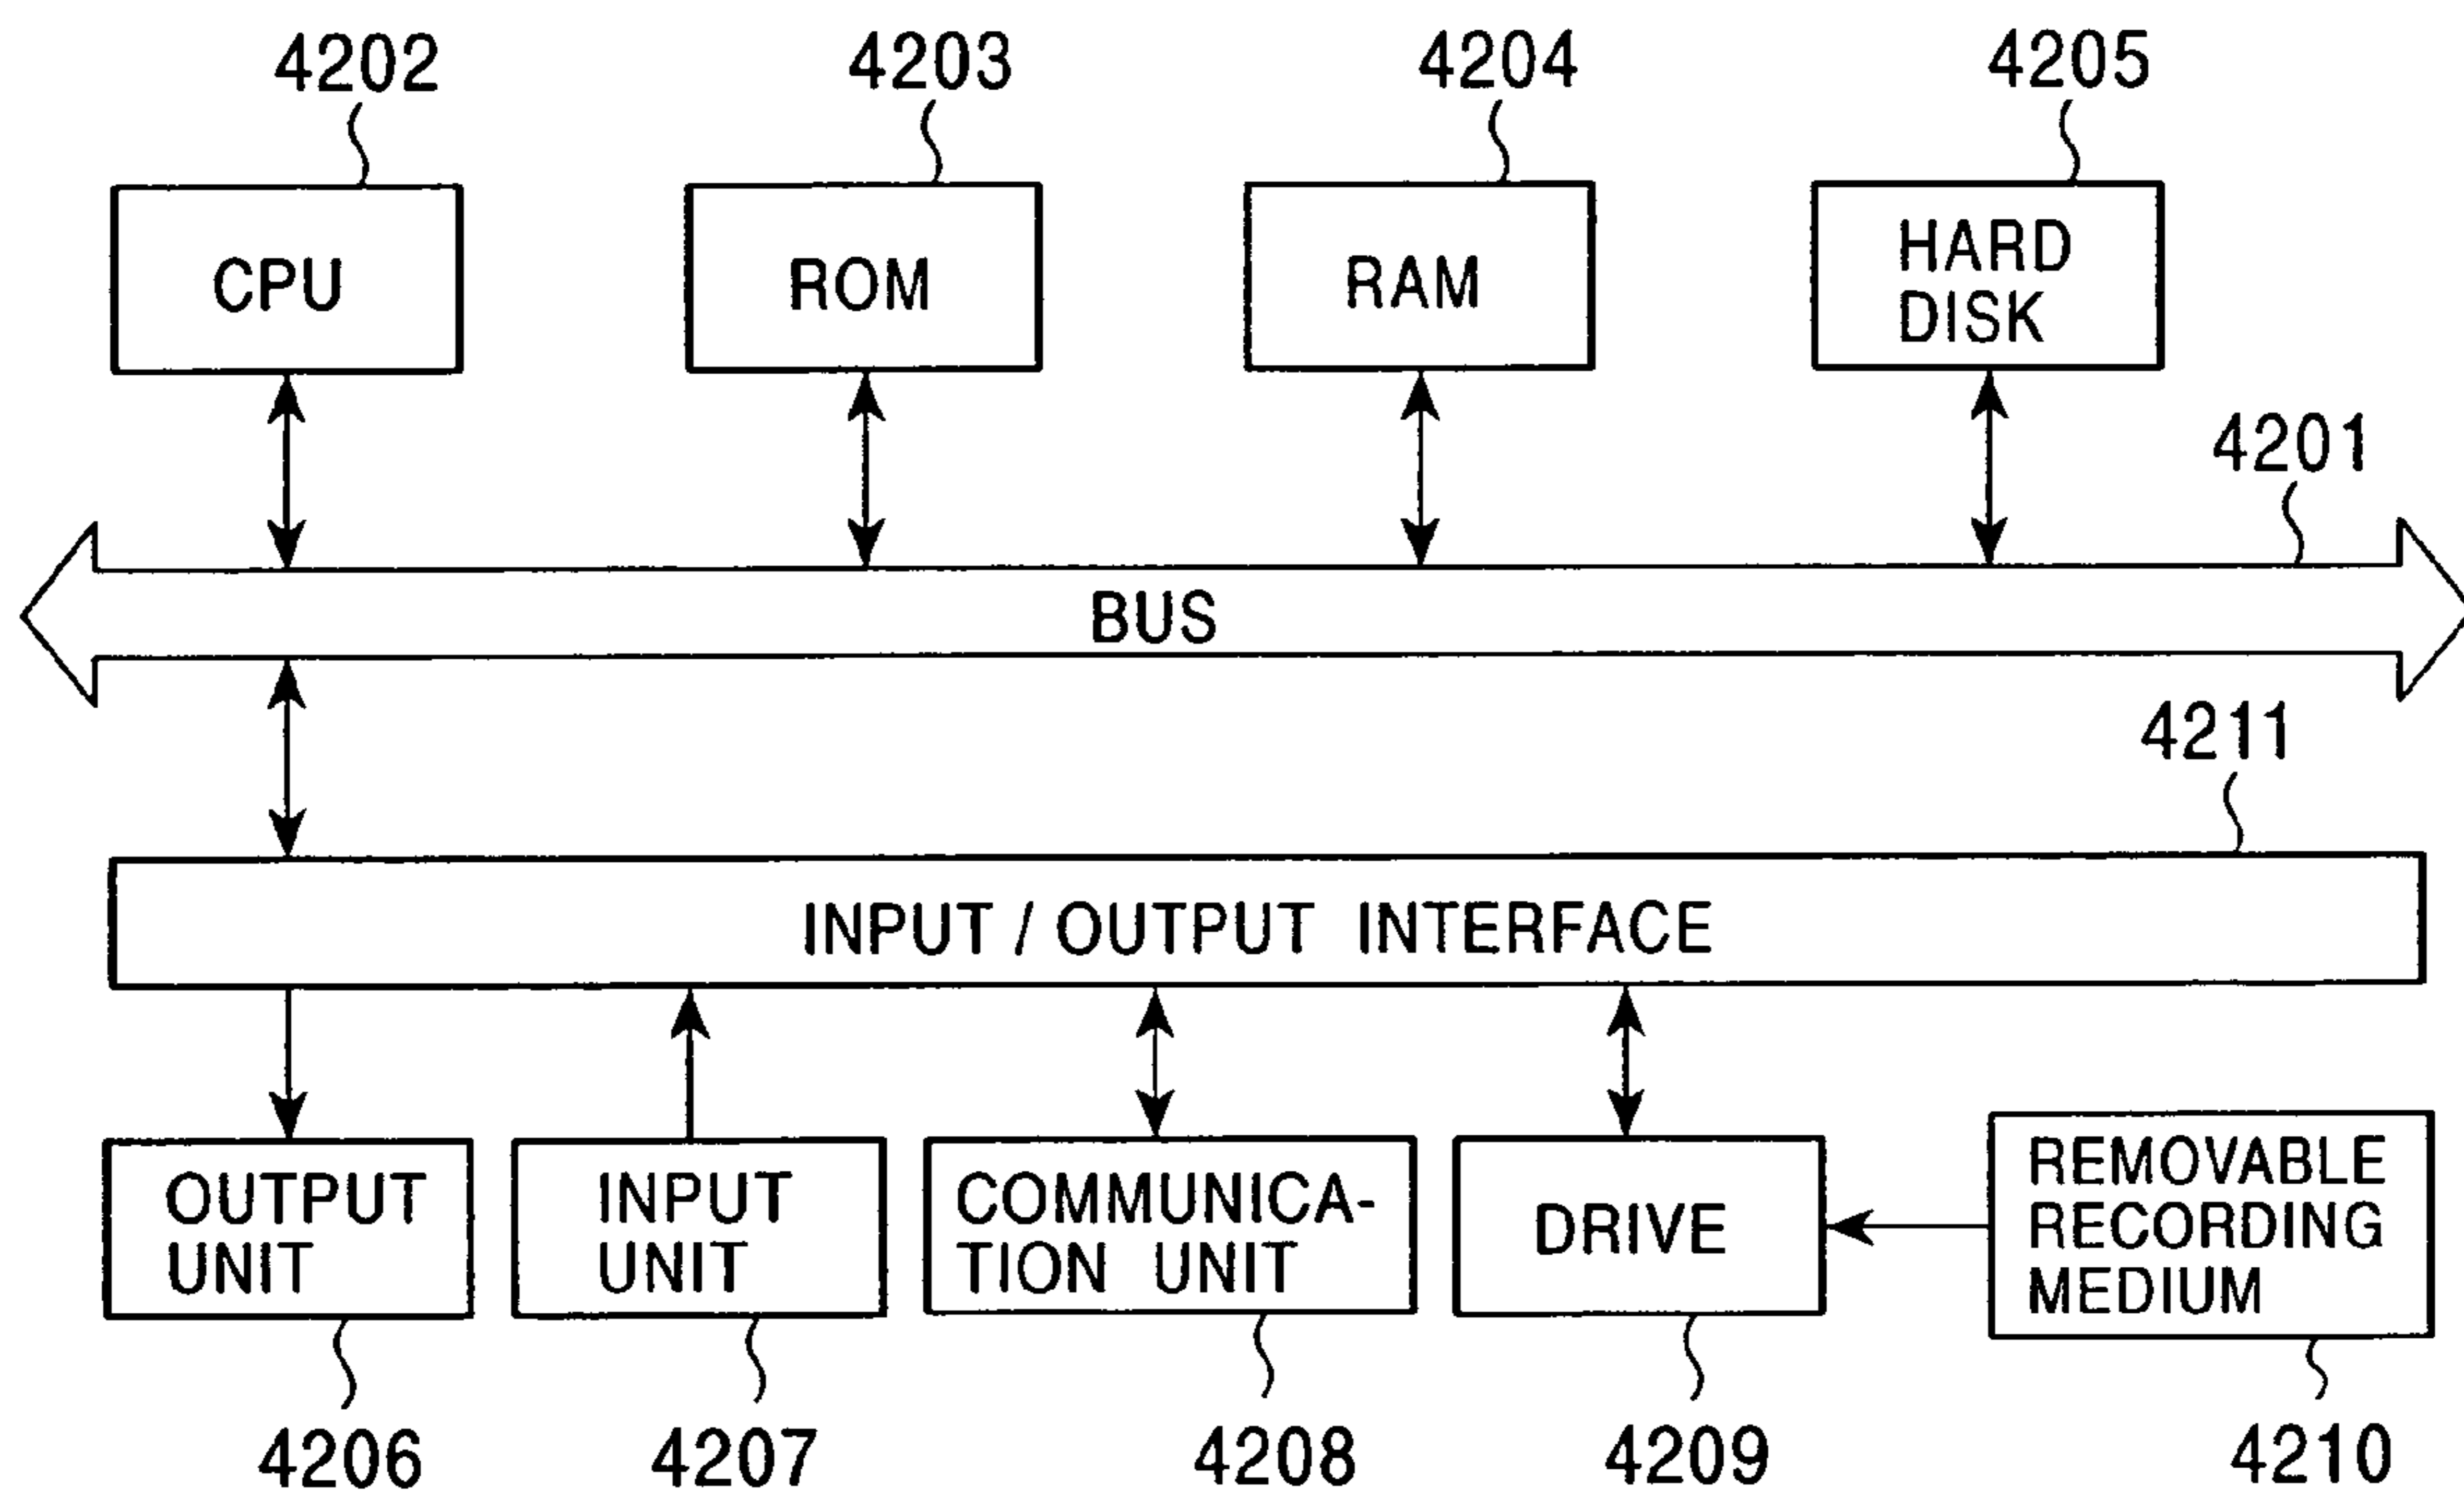 4202
4203
4204
4205
CPU
ROM
RAM
HARD
DISK
4201
BUS
4211
INPUT / OUTPUT INTERFACE
OUTPUT
UNIT
INPUT
UNIT
COMMUNICA-
TION UNIT
DRIVE
REMOVABLE
RECORDING
MEDIUM
4206
4207
4208
4209
4210